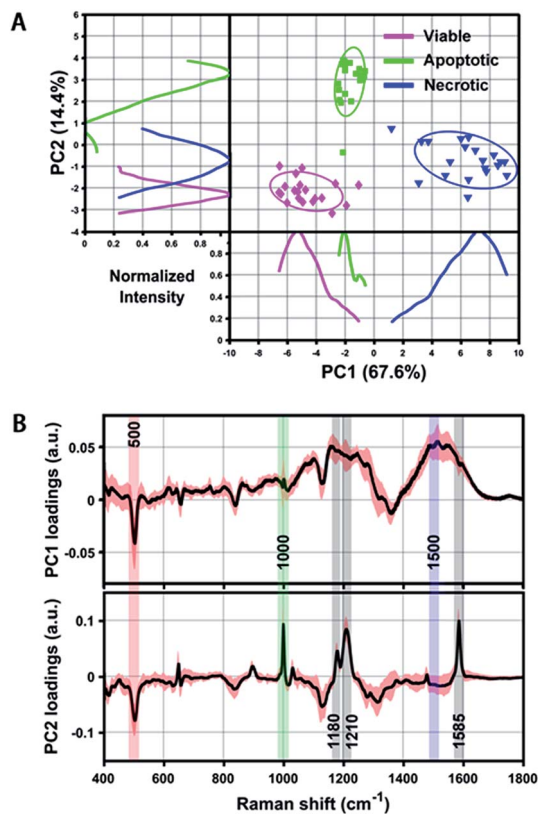 A
PC2 (14.4%)
6
5
4
3
2
1
0
-1
-2
-3
-4
Viable
Apoptotic
Necrotic
0 0.2 0.4 0.6 0.8
Normalized
Intensity
1
0.8
0.6
0.4
0.2
0
-10 -8 -6 -4 -2 0 2 4 6 8 10
PC1 (67.6%)
B
PC1 loadings (a.u.)
0.05
0
-0.05
500
1000
1500
PC2 loadings (a.u.)
0.1
0
-0.1
1180
1210
1585
400 600 800 1000 1200 1400 1600 1800
Raman shift (cm⁻¹)